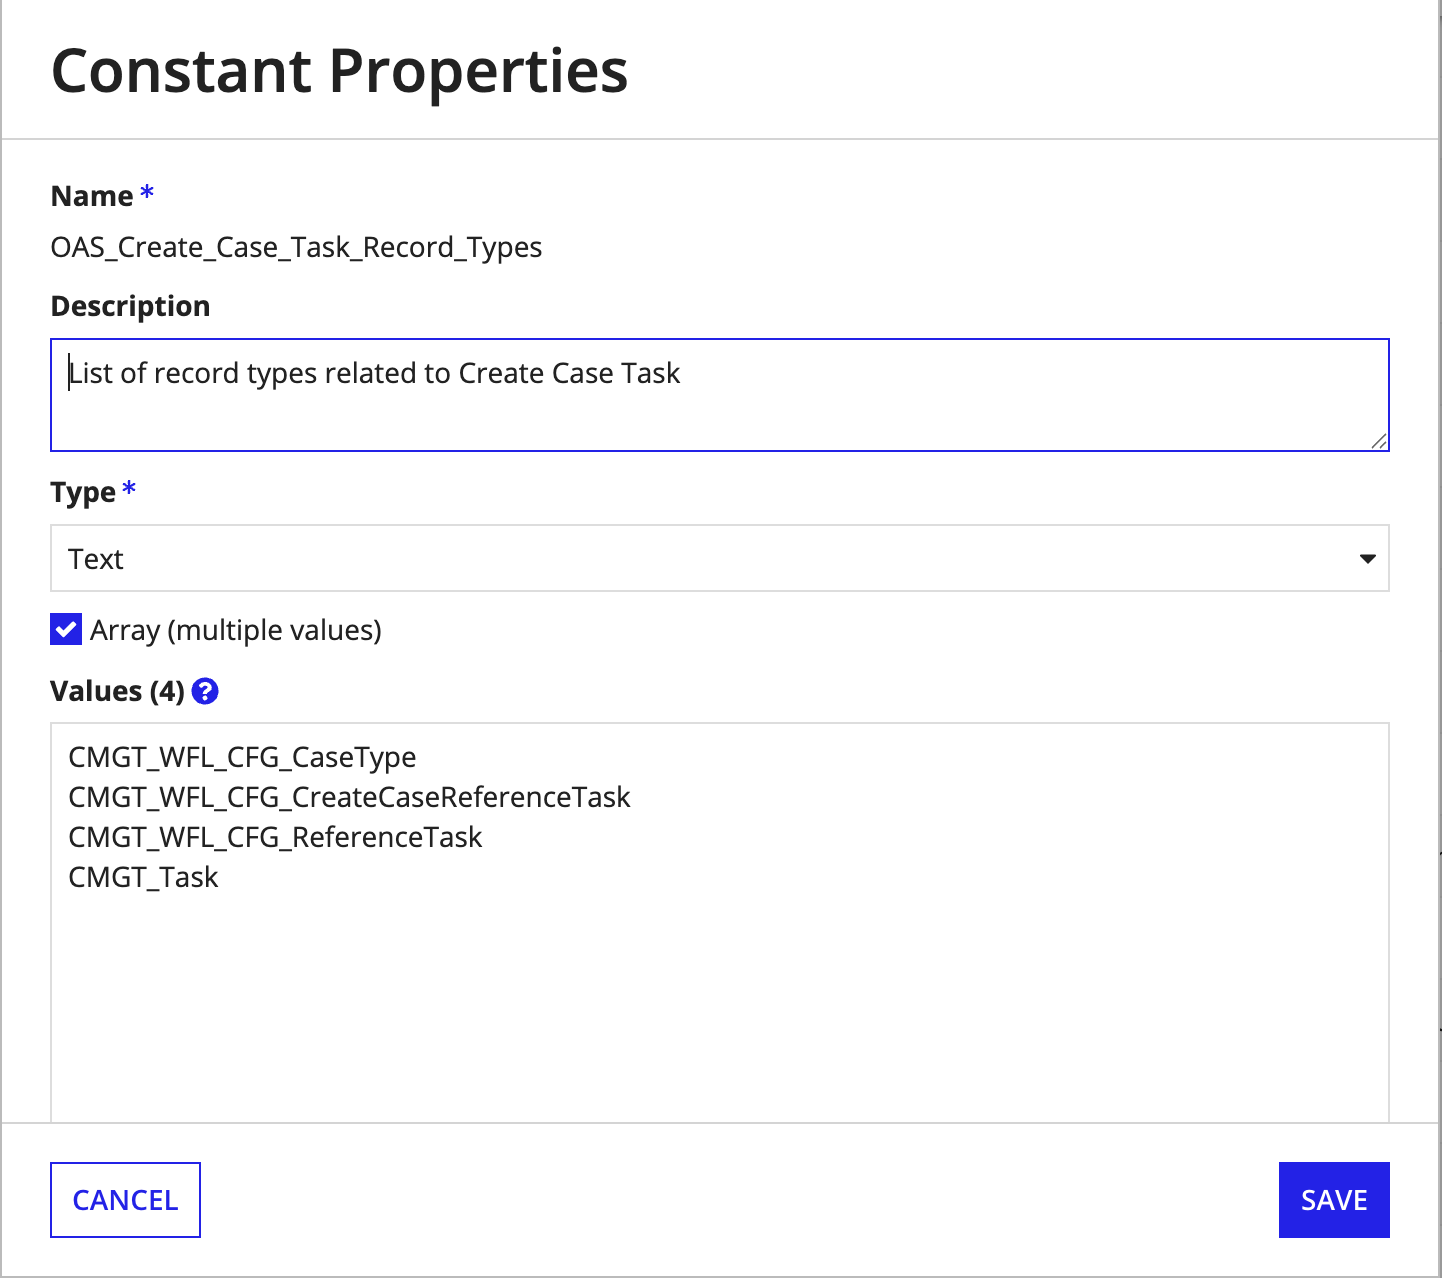 Constant Properties
Name *
OAS_Create_Case_Task_Record_Types
Description
List of record types related to Create Case Task
Type *
Text
Array (multiple values)
Values (4) ?
CMGT_WFL_CFG_CaseType
CMGT_WFL_CFG_CreateCaseReferenceTask
CMGT_WFL_CFG_ReferenceTask
CMGT_Task
CANCEL
SAVE